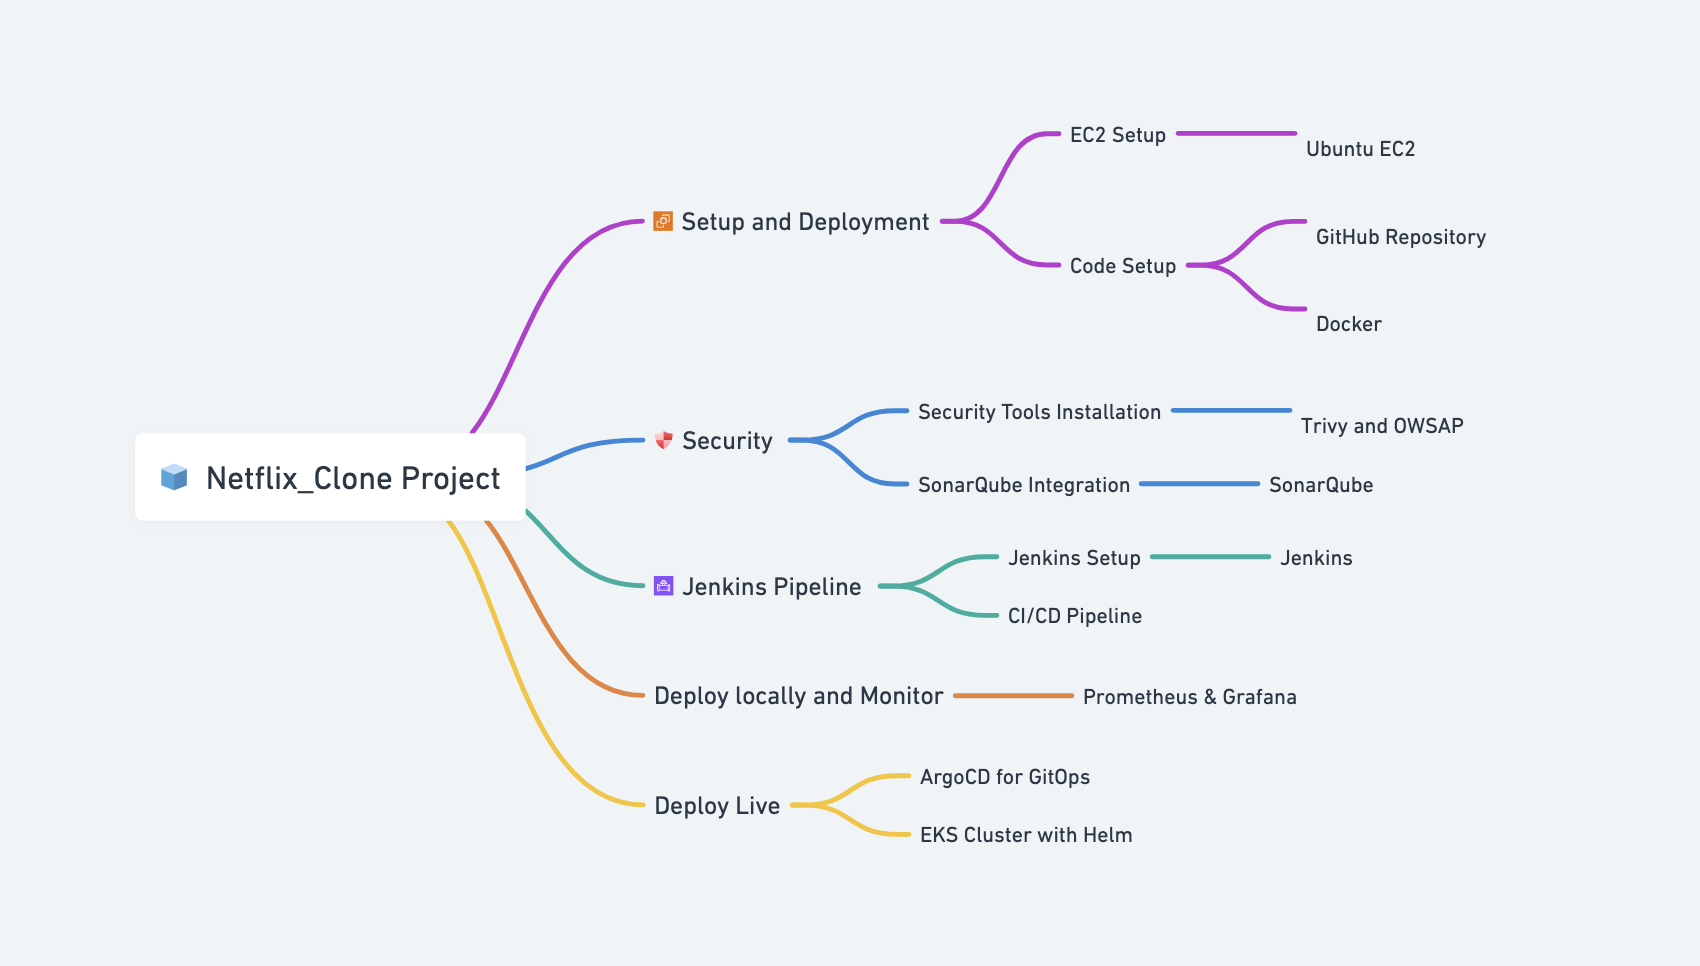 Netflix_Clone Project
Setup and Deployment
EC2 Setup
Ubuntu EC2
Code Setup
GitHub Repository
Docker
Security
Security Tools Installation
Trivy and OWSAP
SonarQube Integration
SonarQube
Jenkins Pipeline
Jenkins Setup
Jenkins
CI/CD Pipeline
Deploy locally and Monitor
Prometheus & Grafana
Deploy Live
ArgoCD for GitOps
EKS Cluster with Helm